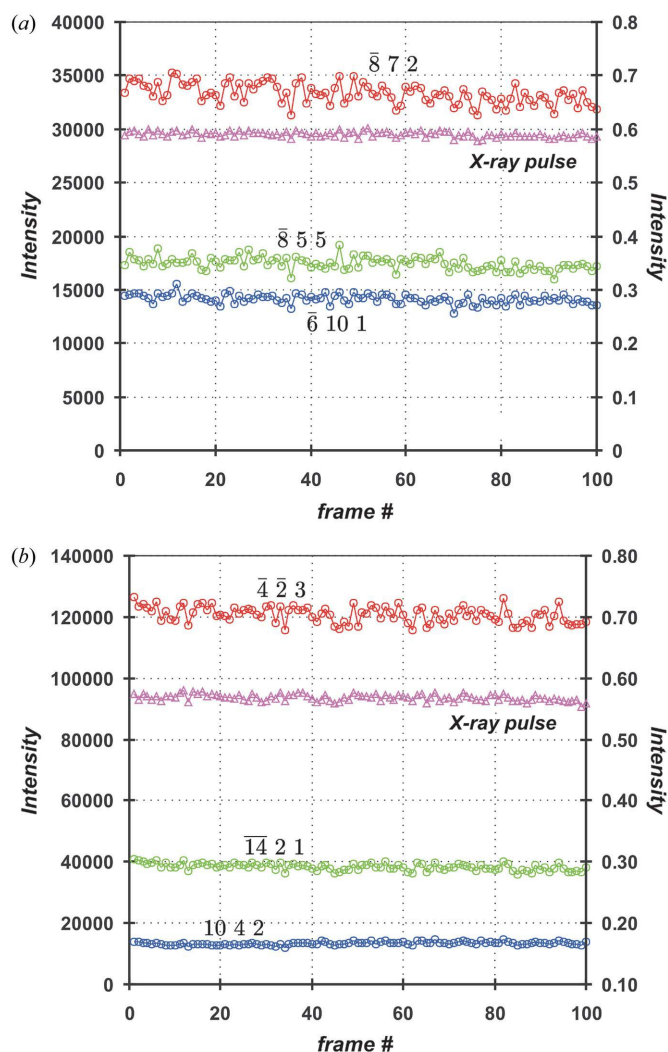 (a)
40000
0.8
8̅ 7 2
35000
0.7
30000
0.6
X-ray pulse
25000
0.5
Intensity
Intensity
20000
0.4
8̅ 5 5
15000
0.3
6̅ 10 1
10000
0.2
5000
0.1
0
0
0
20
40
60
80
100
frame #
(b)
140000
0.80
4̅ 2̅ 3
120000
0.70
100000
0.60
X-ray pulse
80000
0.50
Intensity
Intensity
60000
0.40
1̅4̅ 2 1
40000
0.30
10 4 2
20000
0.20
0
0.10
0
20
40
60
80
100
frame #